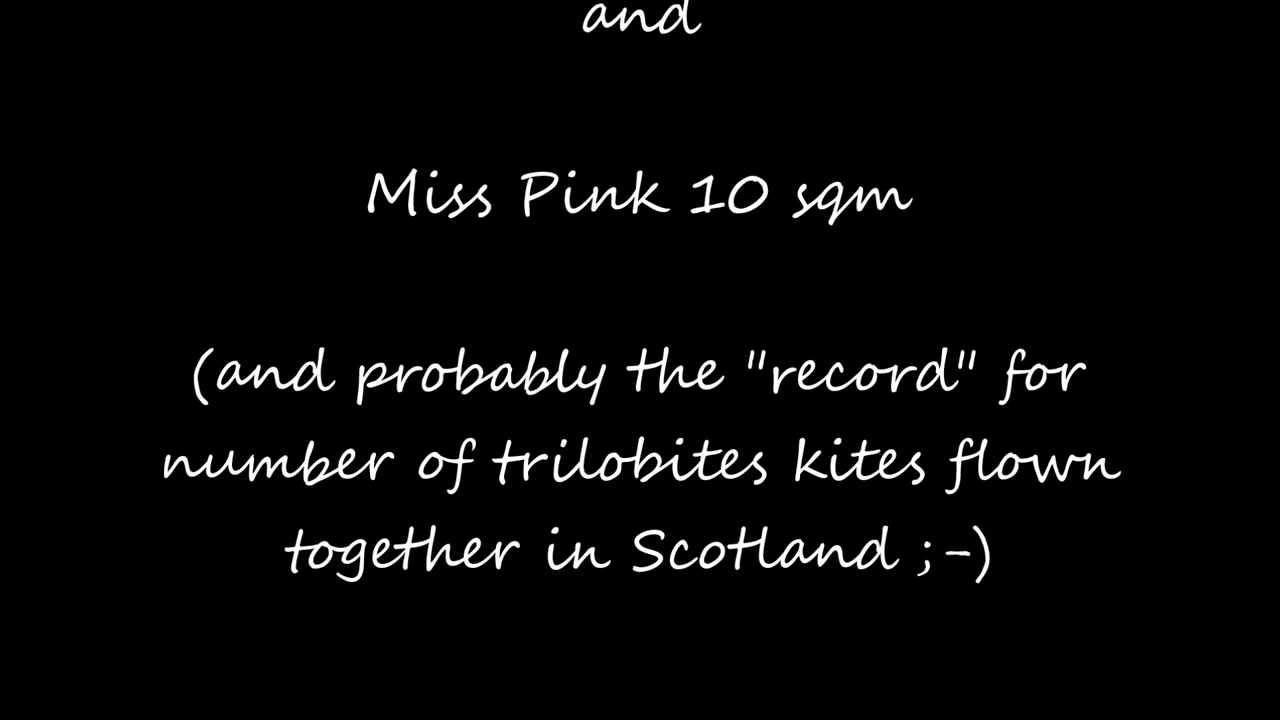 and
Miss Pink 10 sqm
(and probably the "record" for
number of trilobites kites flown
together in Scotland ;-)